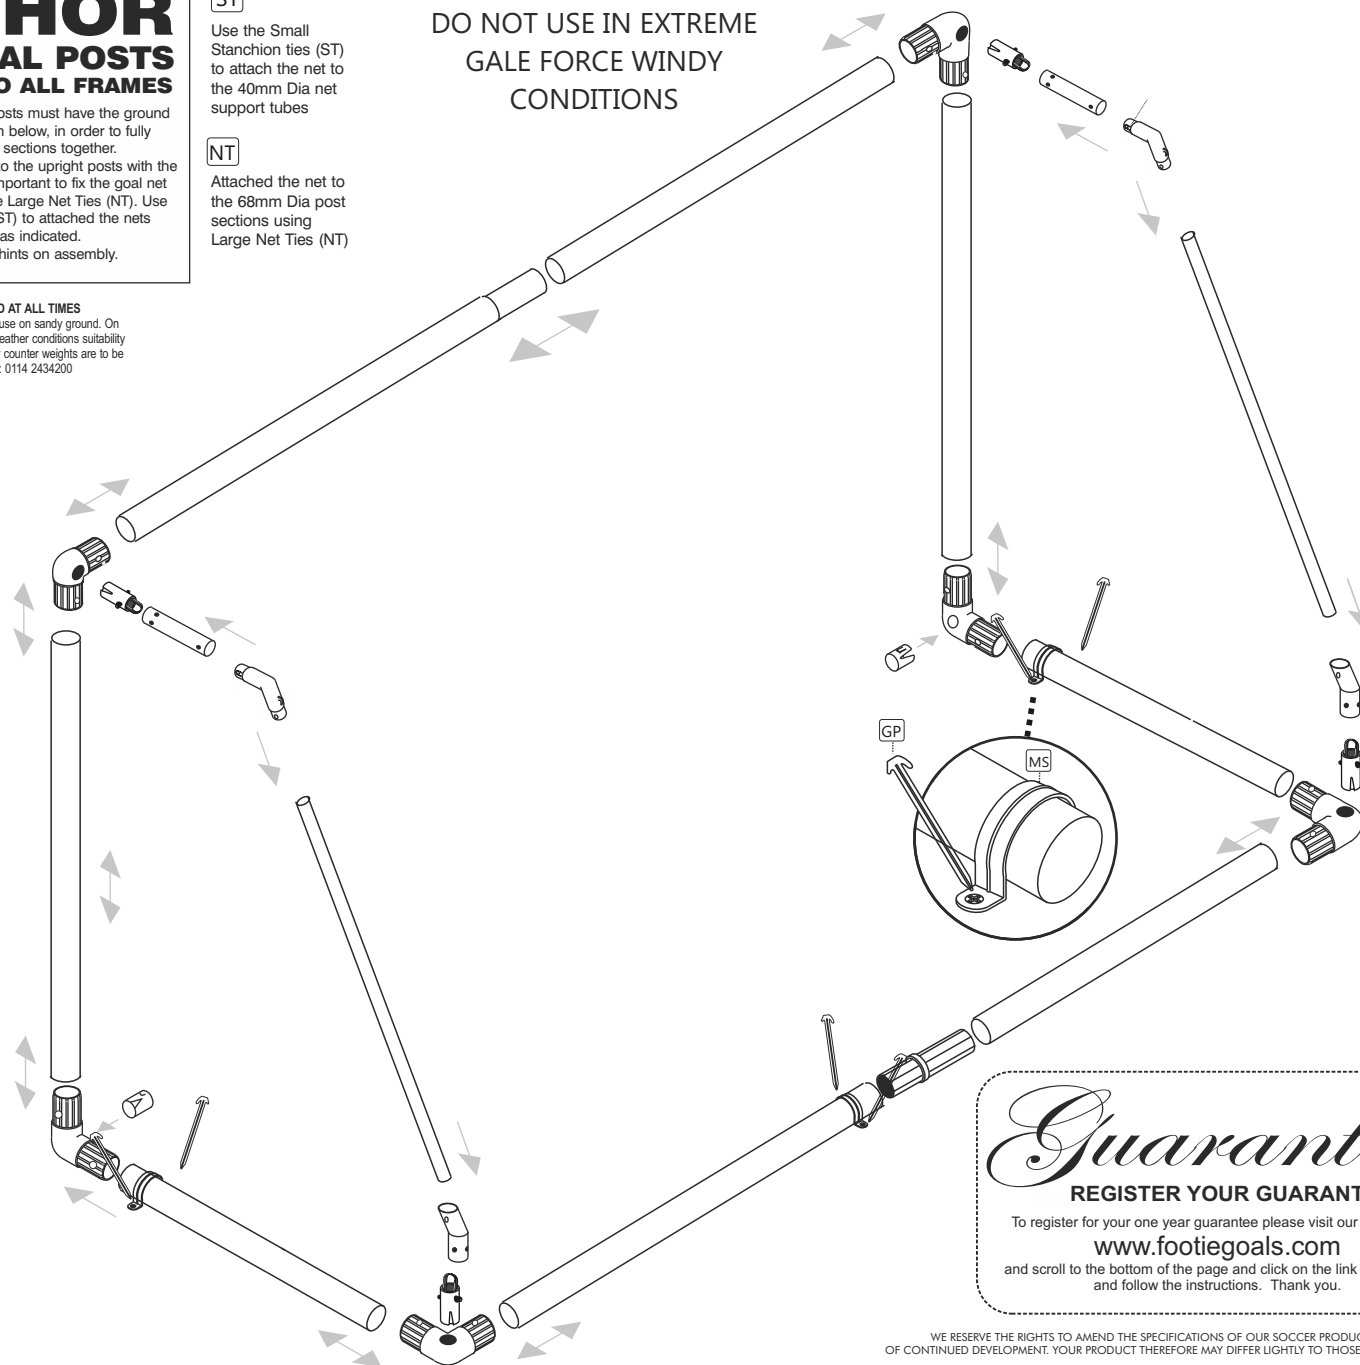 HOR
AL POSTS
O ALL FRAMES
osts must have the ground
n below, in order to fully
sections together.
to the upright posts with the
mportant to fix the goal net
e Large Net Ties (NT). Use
ST) to attached the nets
as indicated.
hints on assembly.
D AT ALL TIMES
use on sandy ground. On
eather conditions suitability
counter weights are to be
: 0114 2434200
ST
Use the Small
Stanchion ties (ST)
to attach the net to
the 40mm Dia net
support tubes
NT
Attached the net to
the 68mm Dia post
sections using
Large Net Ties (NT)
DO NOT USE IN EXTREME
GALE FORCE WINDY
CONDITIONS
GP
MS
Guarant
REGISTER YOUR GUARANT
To register for your one year guarantee please visit our
www.footiegoals.com
and scroll to the bottom of the page and click on the link
and follow the instructions. Thank you.
WE RESERVE THE RIGHTS TO AMEND THE SPECIFICATIONS OF OUR SOCCER PRODUC
OF CONTINUED DEVELOPMENT. YOUR PRODUCT THEREFORE MAY DIFFER LIGHTLY TO THOSE